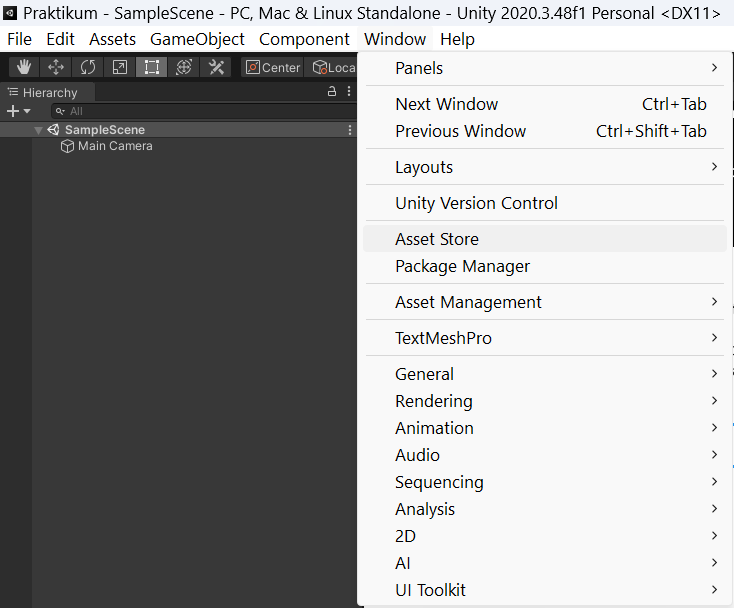 Praktikum - SampleScene - PC, Mac & Linux Standalone - Unity 2020.3.48f1 Personal <DX11>
File Edit Assets GameObject Component Window Help
Center Loca
Hierarchy
All
SampleScene
Main Camera
Panels
Next Window Ctrl+Tab
Previous Window Ctrl+Shift+Tab
Layouts
Unity Version Control
Asset Store
Package Manager
Asset Management
TextMeshPro
General
Rendering
Animation
Audio
Sequencing
Analysis
2D
AI
UI Toolkit